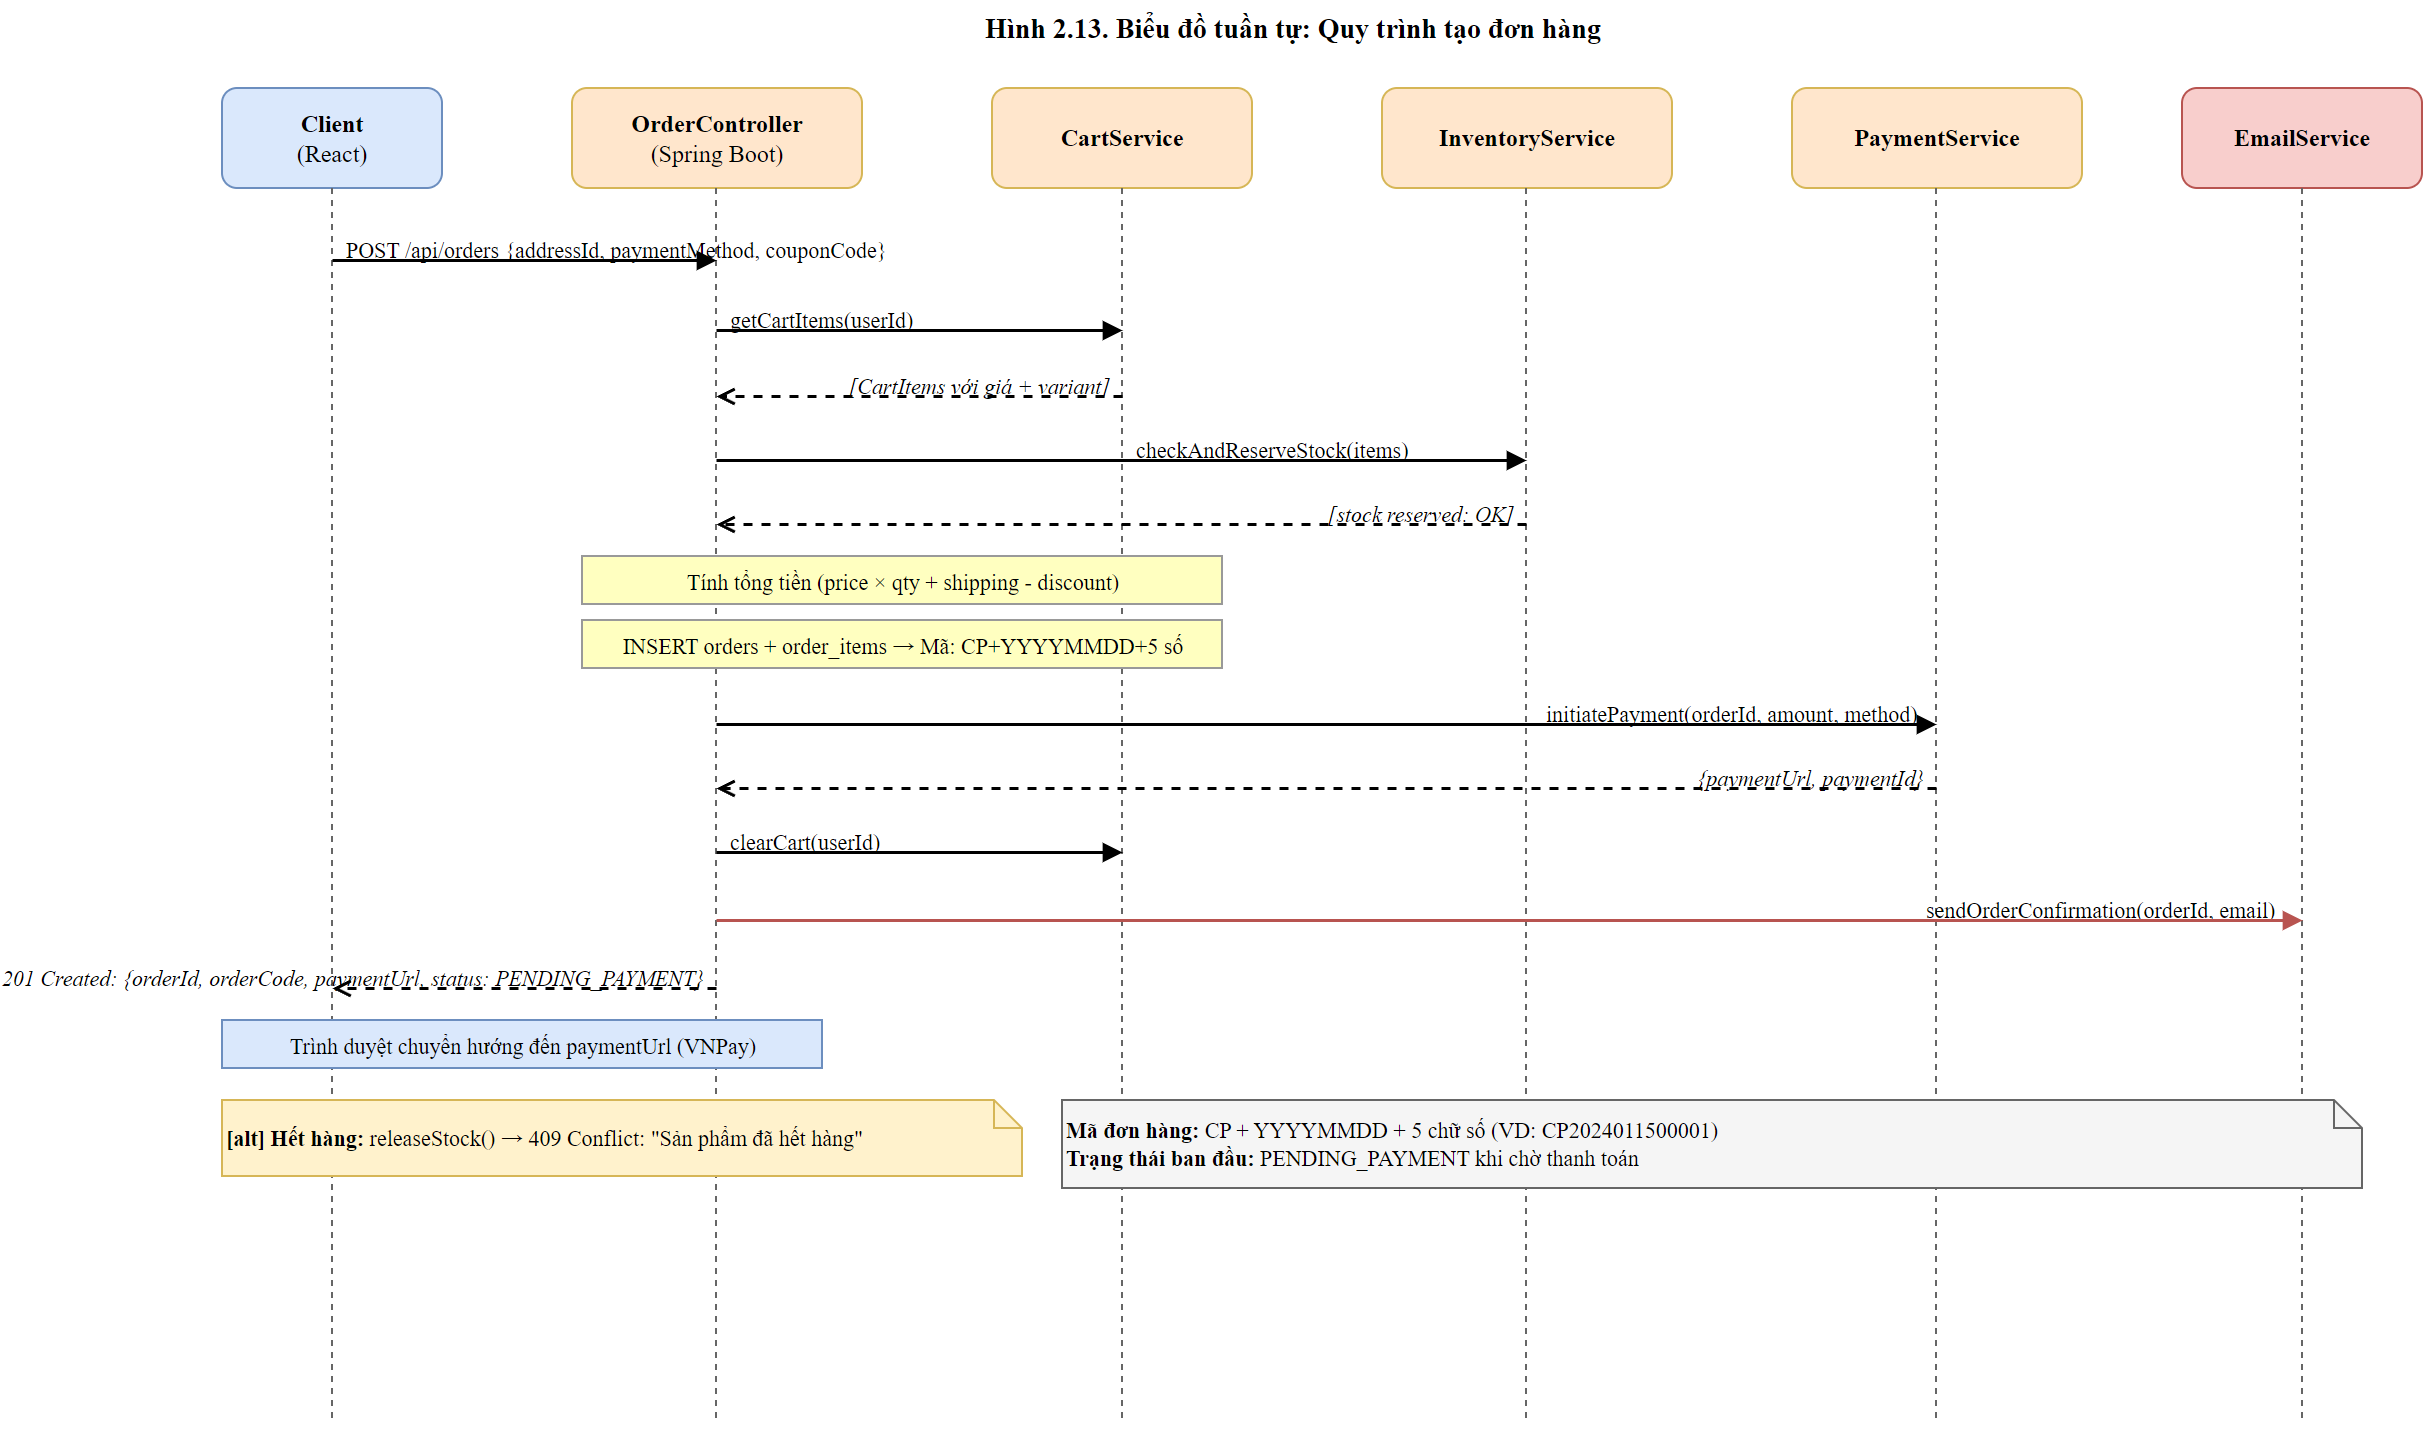 Hình 2.13. Biểu đồ tuần tự: Quy trình tạo đơn hàng
Client
(React)
OrderController
(Spring Boot)
CartService
InventoryService
PaymentService
EmailService
POST /api/orders {addressId, paymentMethod, couponCode}
getCartItems(userId)
[CartItems với giá + variant]
checkAndReserveStock(items)
[stock reserved: OK]
Tính tổng tiền (price × qty + shipping - discount)
INSERT orders + order_items → Mã: CP+YYYYMMDD+5 số
initiatePayment(orderId, amount, method)
{paymentUrl, paymentId}
clearCart(userId)
sendOrderConfirmation(orderId, email)
201 Created: {orderId, orderCode, paymentUrl, status: PENDING_PAYMENT}
Trình duyệt chuyển hướng đến paymentUrl (VNPay)
[alt] Hết hàng: releaseStock() → 409 Conflict: "Sản phẩm đã hết hàng"
Mã đơn hàng: CP + YYYYMMDD + 5 chữ số (VD: CP2024011500001)
Trạng thái ban đầu: PENDING_PAYMENT khi chờ thanh toán